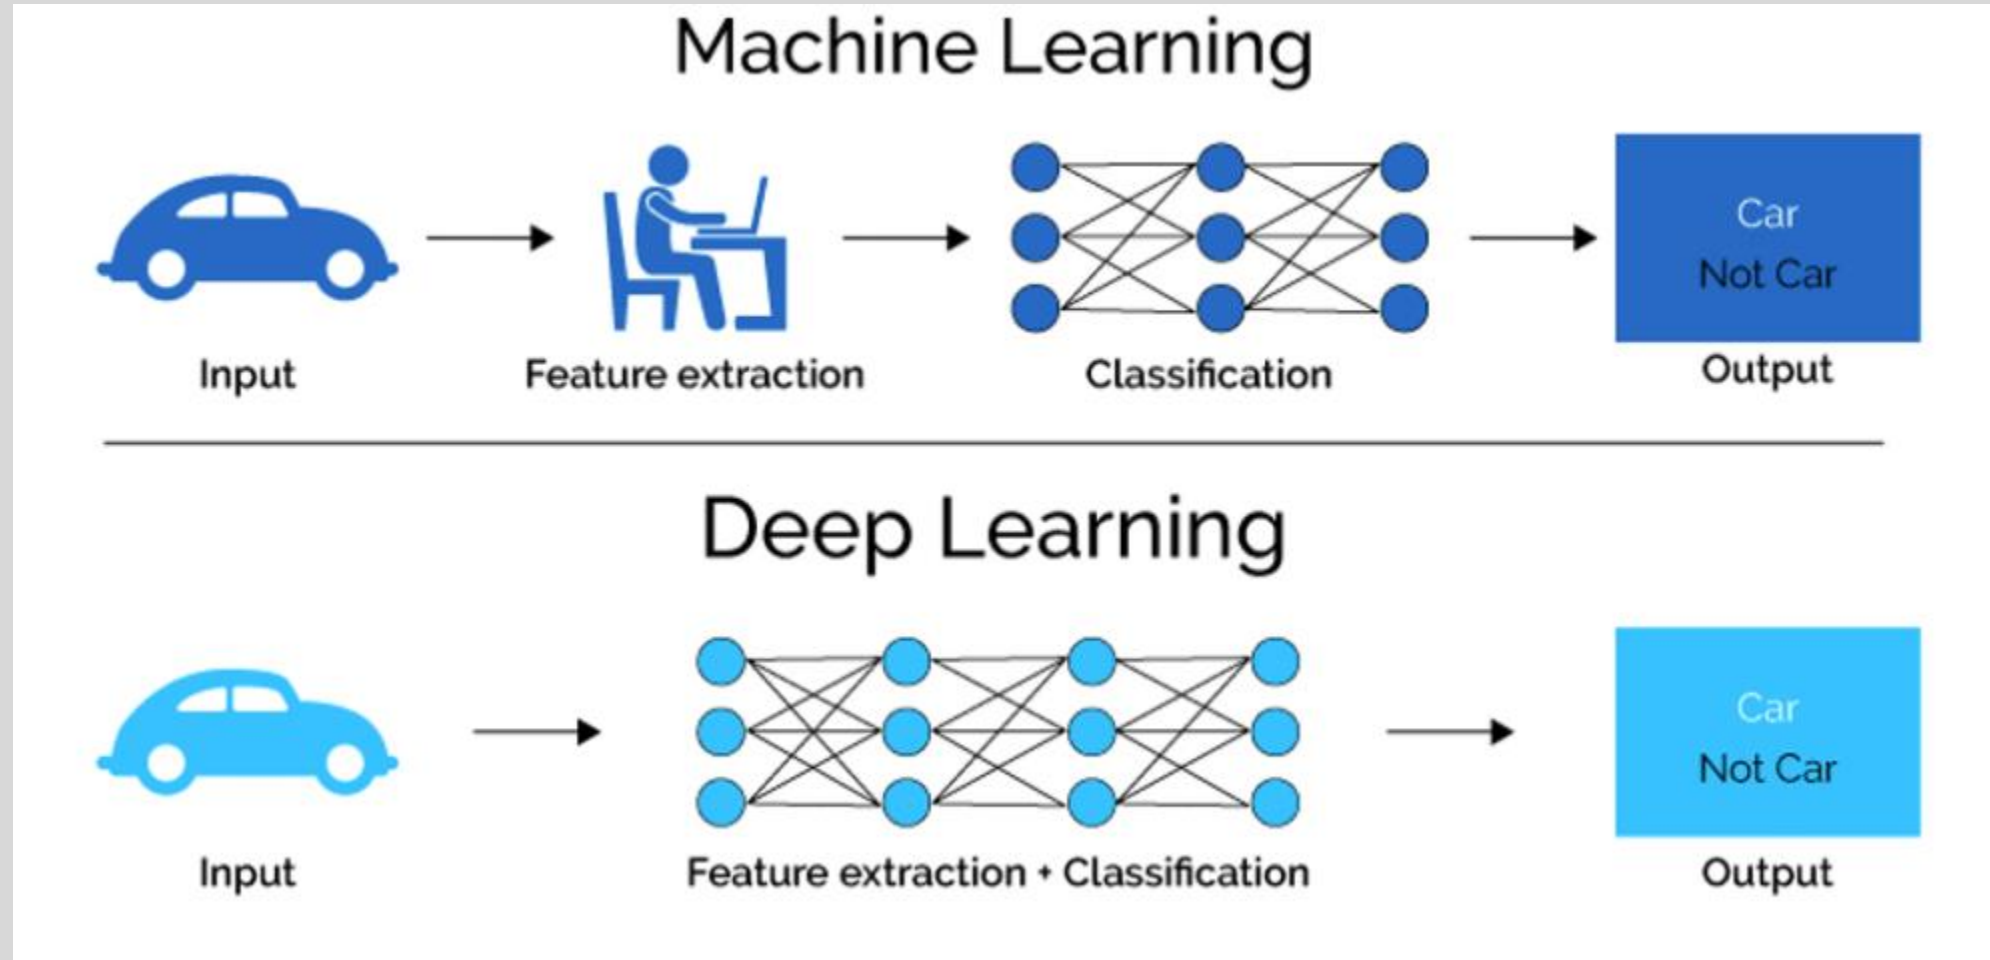 Machine Learning
Car
Not Car
Input
Feature extraction
Classification
Output
Deep Learning
Car
Not Car
Input
Feature extraction + Classification
Output